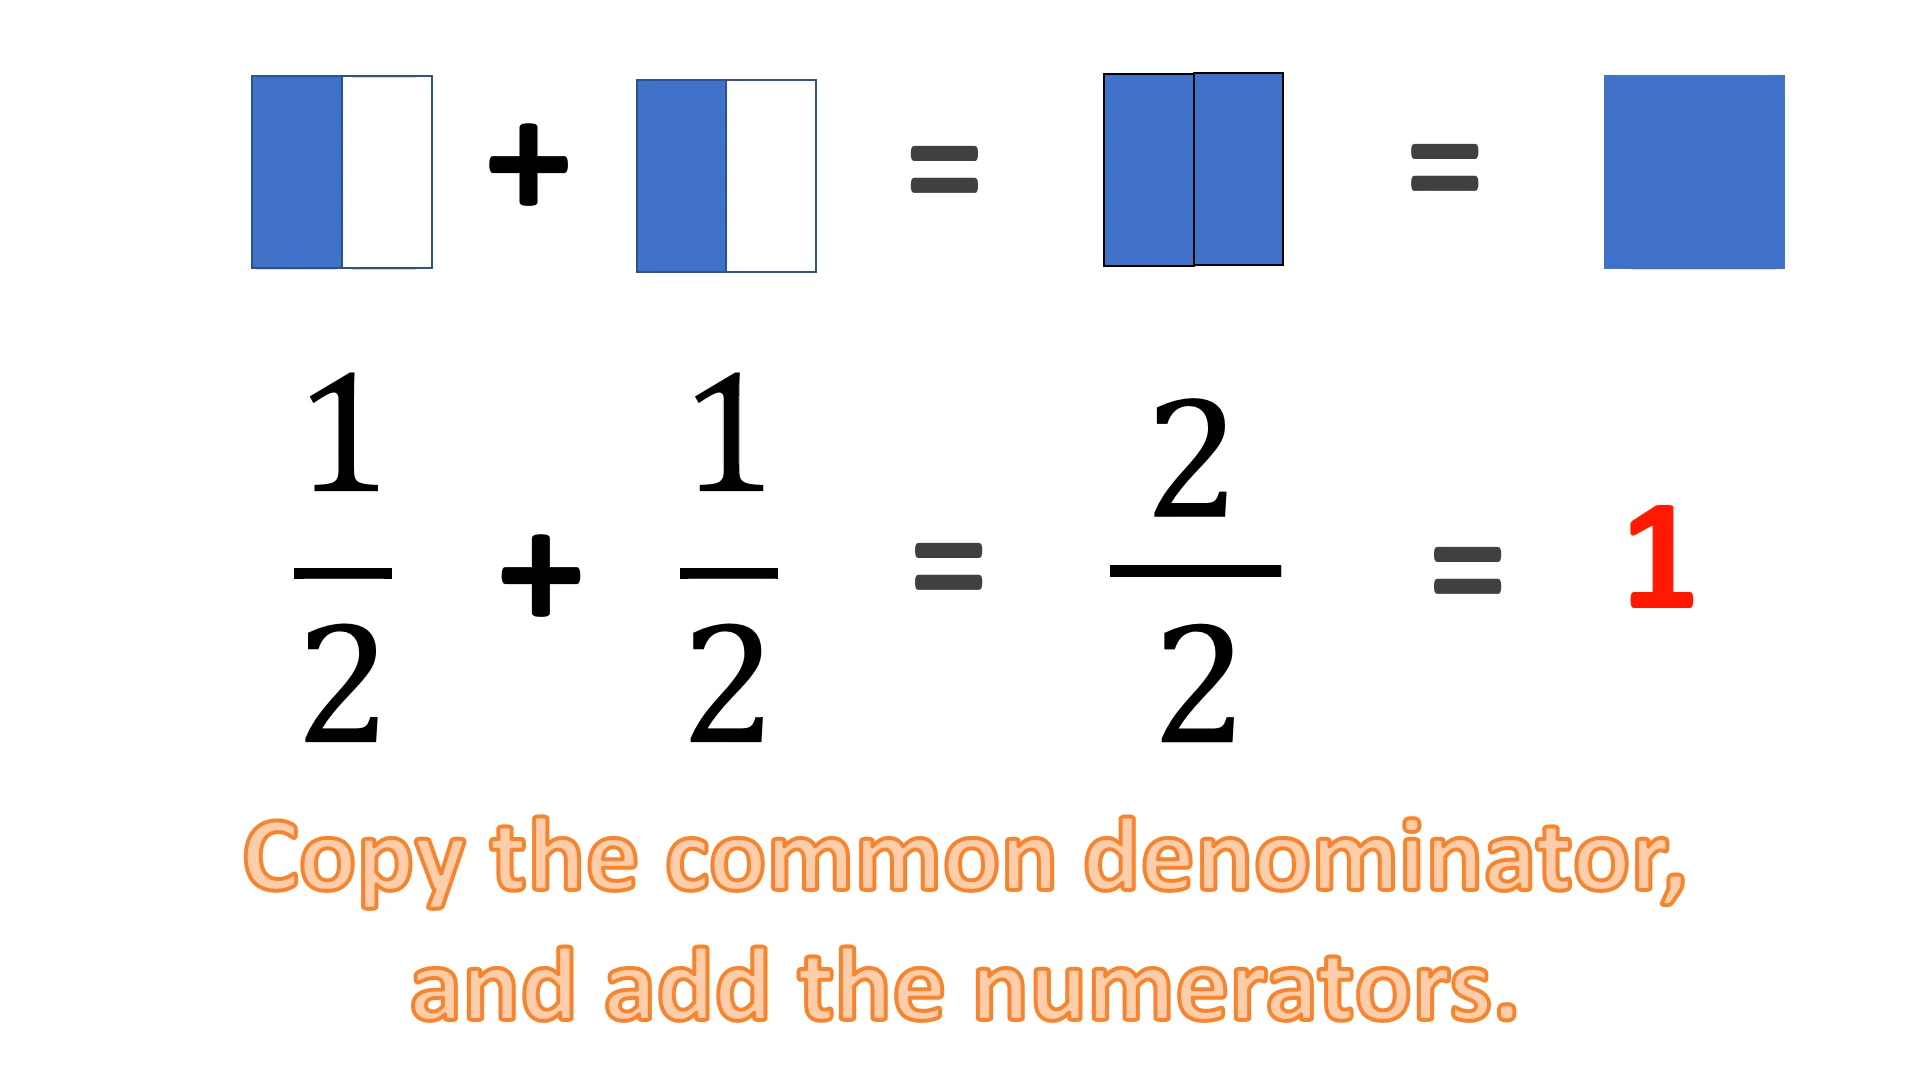 + = =
1/2 + 1/2 = 2/2 = 1
Copy the common denominator,
and add the numerators.